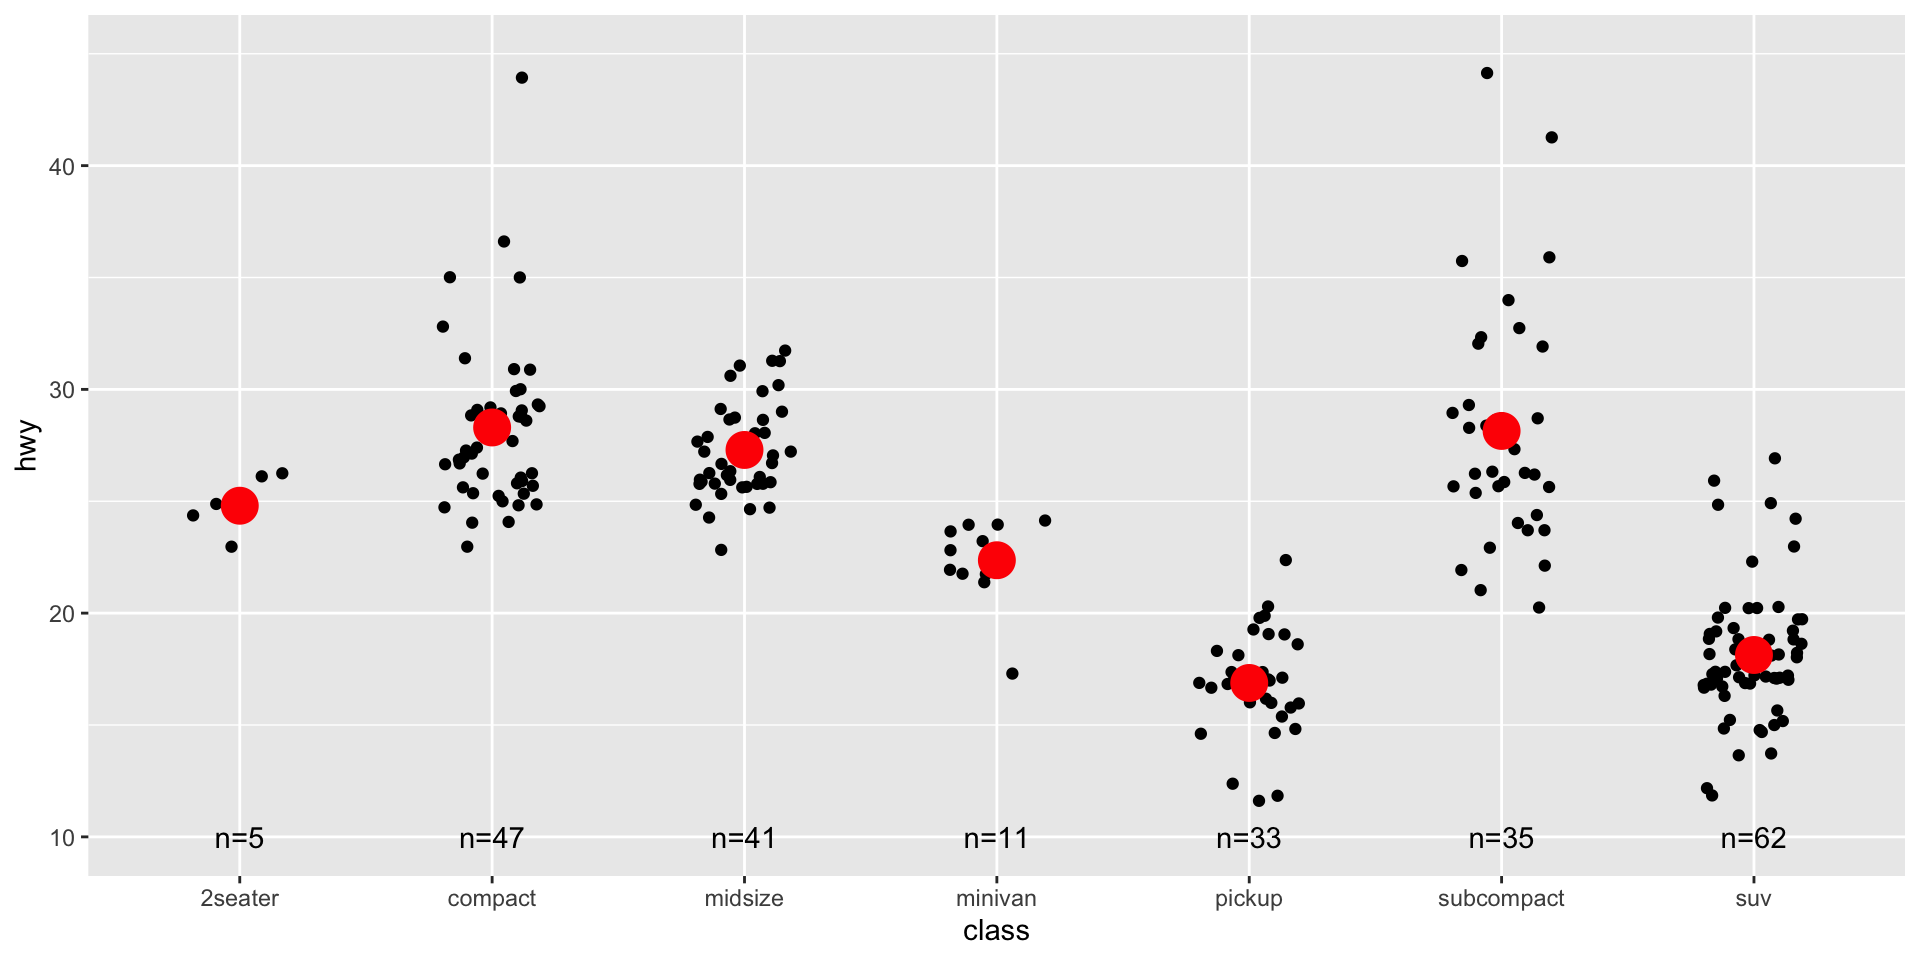 hwy
40
30
20
10
n=5 n=47 n=41 n=11 n=33 n=35 n=62
2seater compact midsize minivan pickup subcompact suv
class